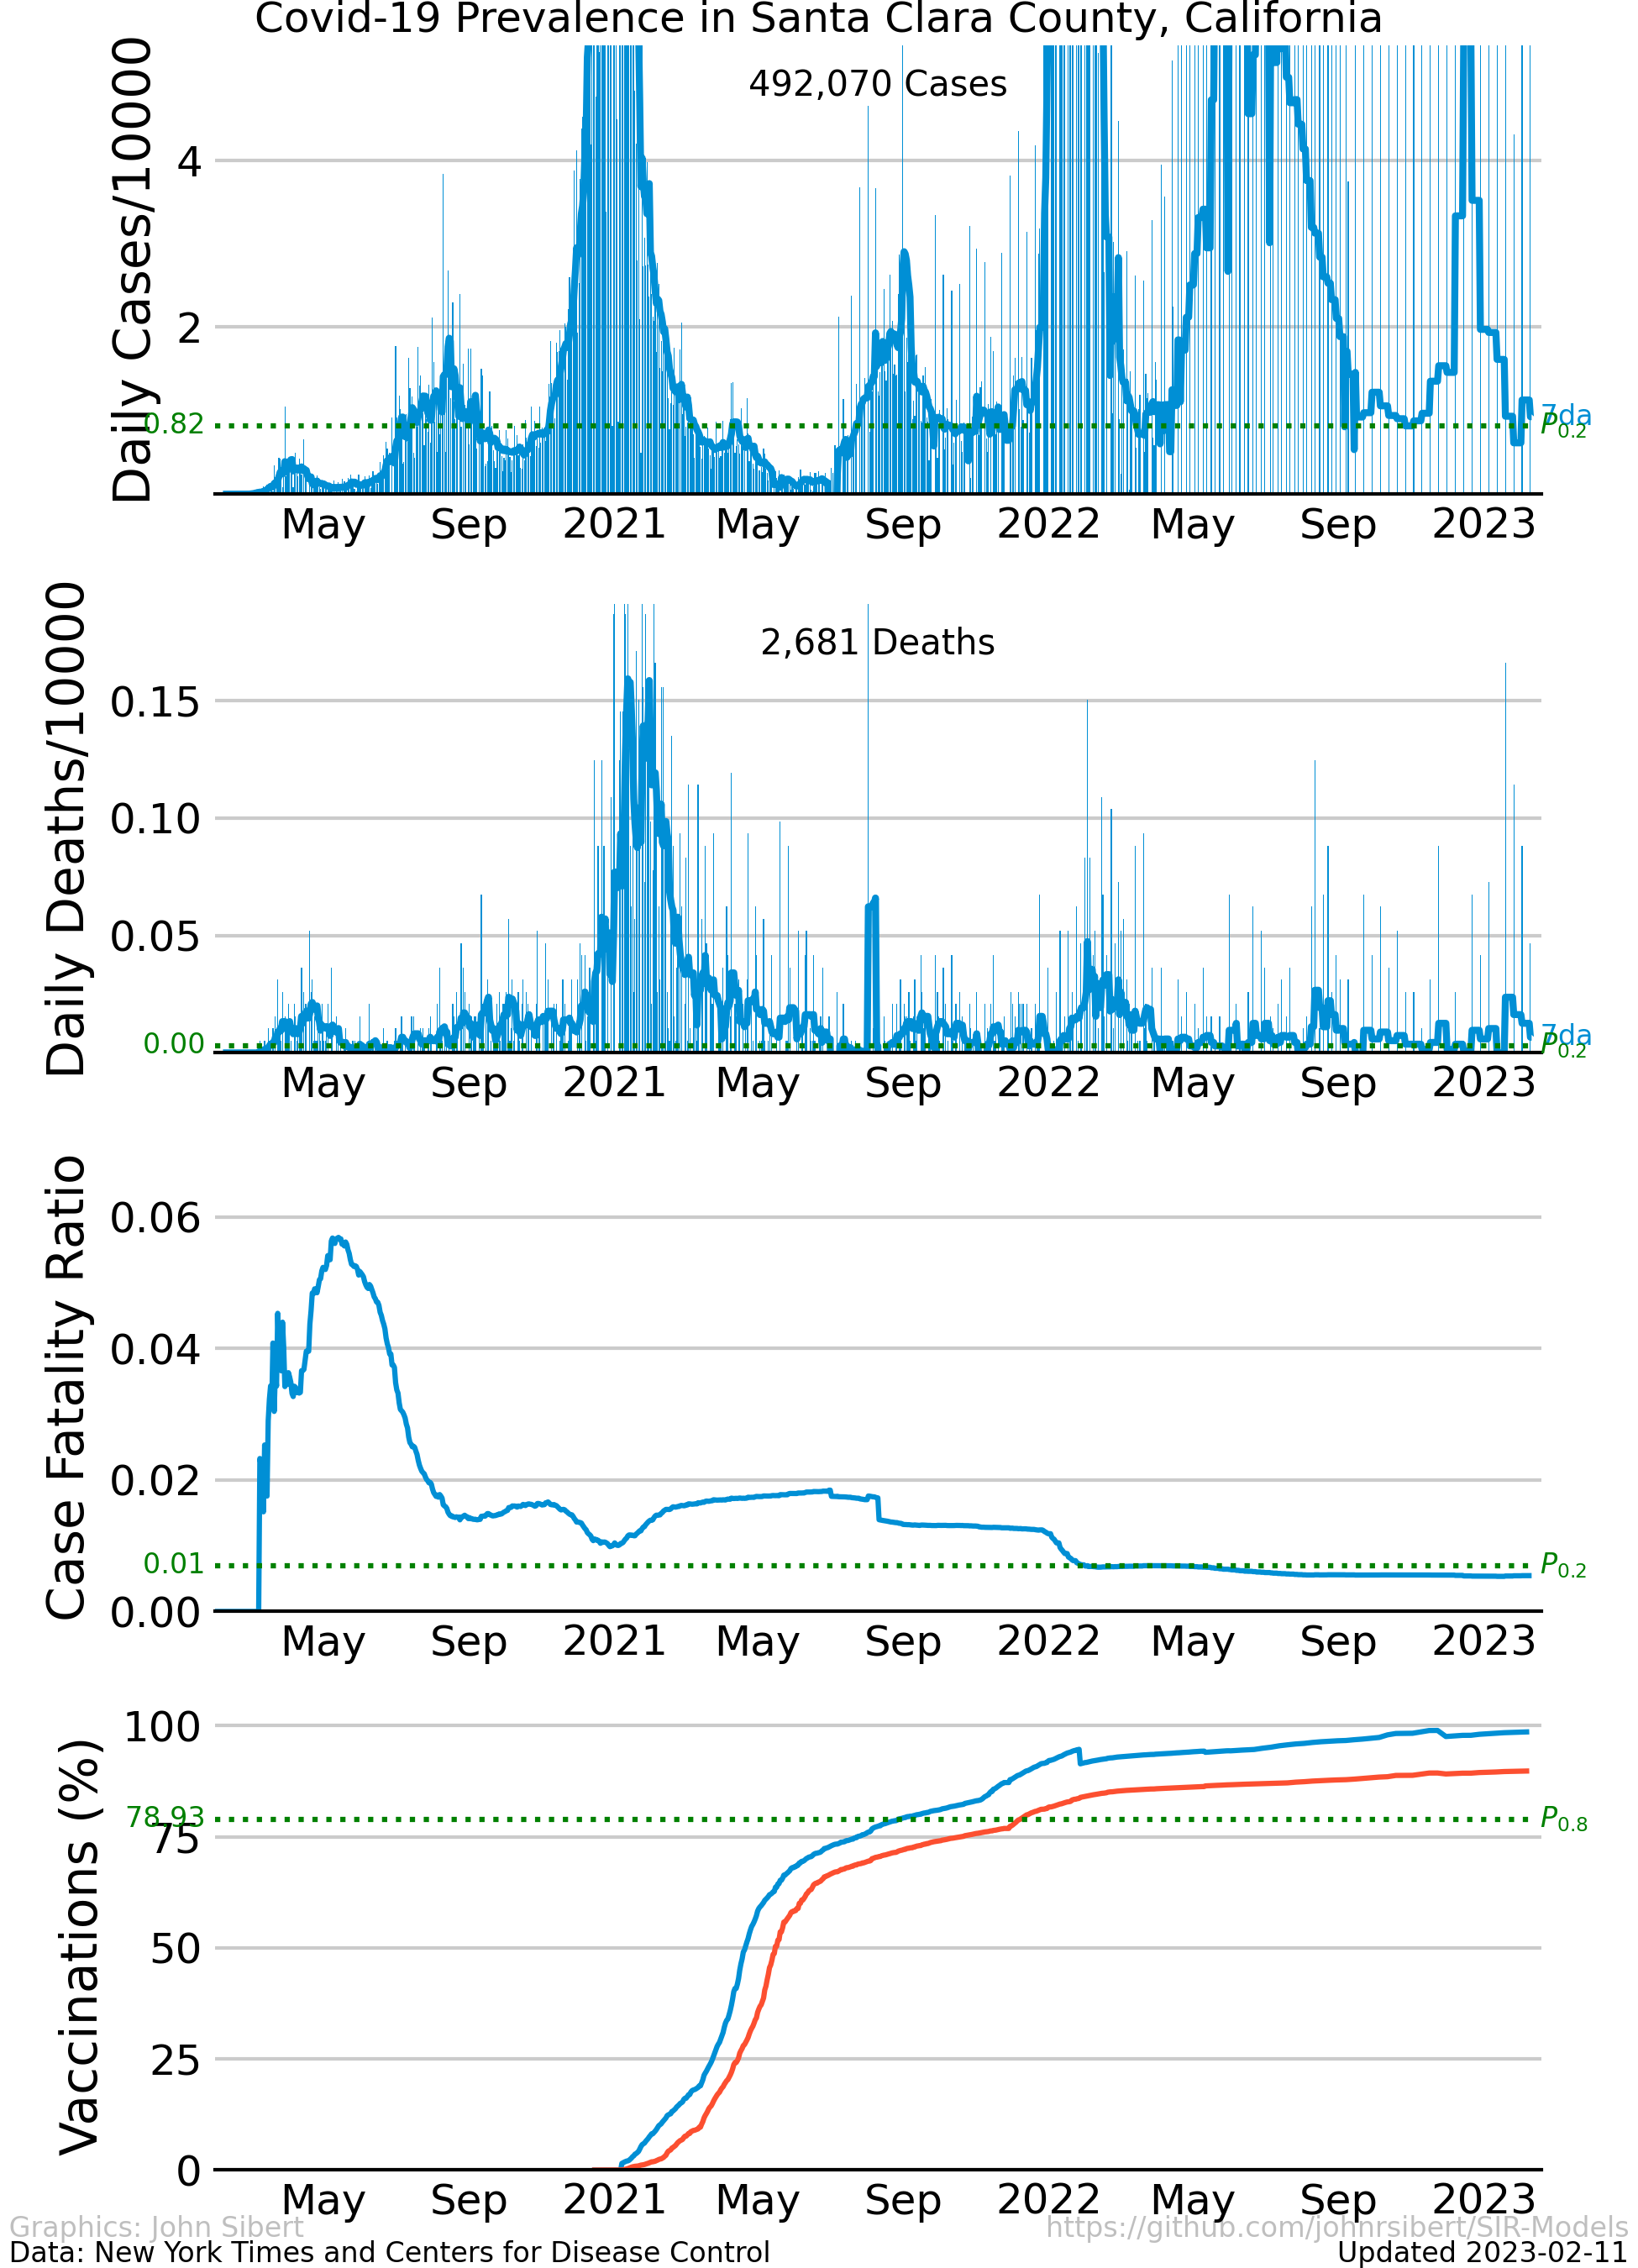 Covid-19 Prevalence in Santa Clara County, California
Daily Cases/10000
492,070 Cases
4
2
0.82
7da
P0.2
May Sep 2021 May Sep 2022 May Sep 2023
Daily Deaths/10000
2,681 Deaths
0.15
0.10
0.05
0.00
7da
P0.2
May Sep 2021 May Sep 2022 May Sep 2023
Case Fatality Ratio
0.06
0.04
0.02
0.01
P0.2
0.00
May Sep 2021 May Sep 2022 May Sep 2023
Vaccinations (%)
100
78.93
P0.8
75
50
25
0
May Sep 2021 May Sep 2022 May Sep 2023
Graphics: John Sibert
https://github.com/johnrsibert/SIR-Models
Data: New York Times and Centers for Disease Control
Updated 2023-02-11